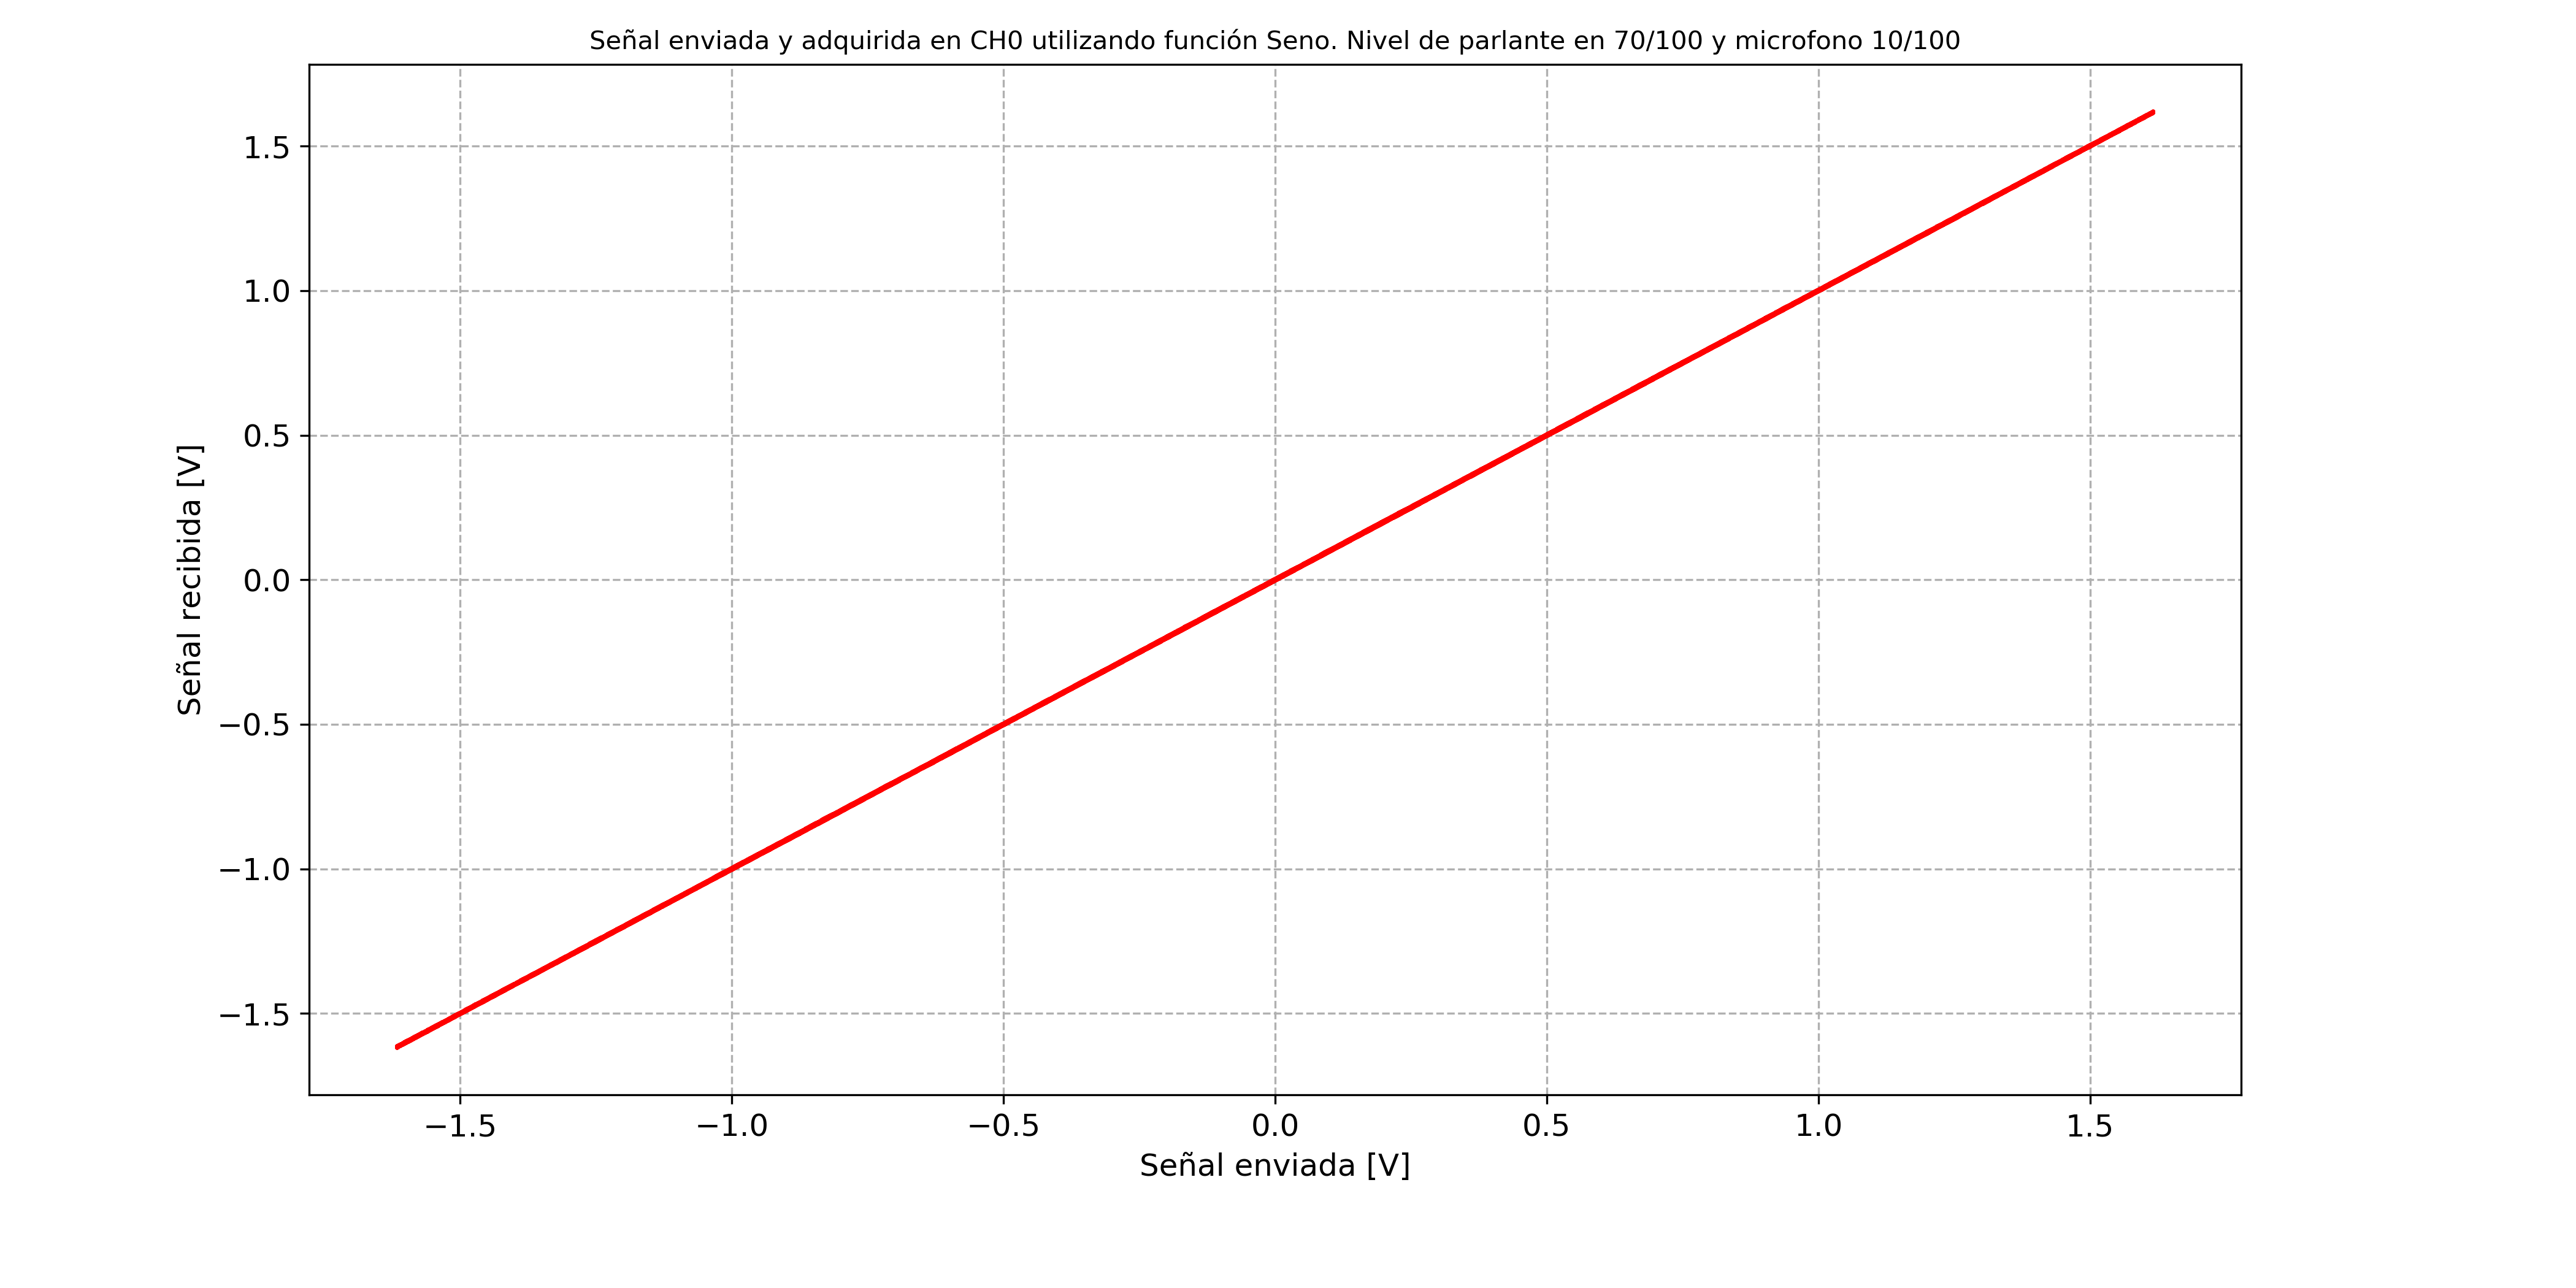 Señal enviada y adquirida en CH0 utilizando función Seno. Nivel de parlante en 70/100 y microfono 10/100
1.5
1.0
0.5
0.0
−0.5
−1.0
−1.5
Señal recibida [V]
−1.5 −1.0 −0.5 0.0 0.5 1.0 1.5
Señal enviada [V]